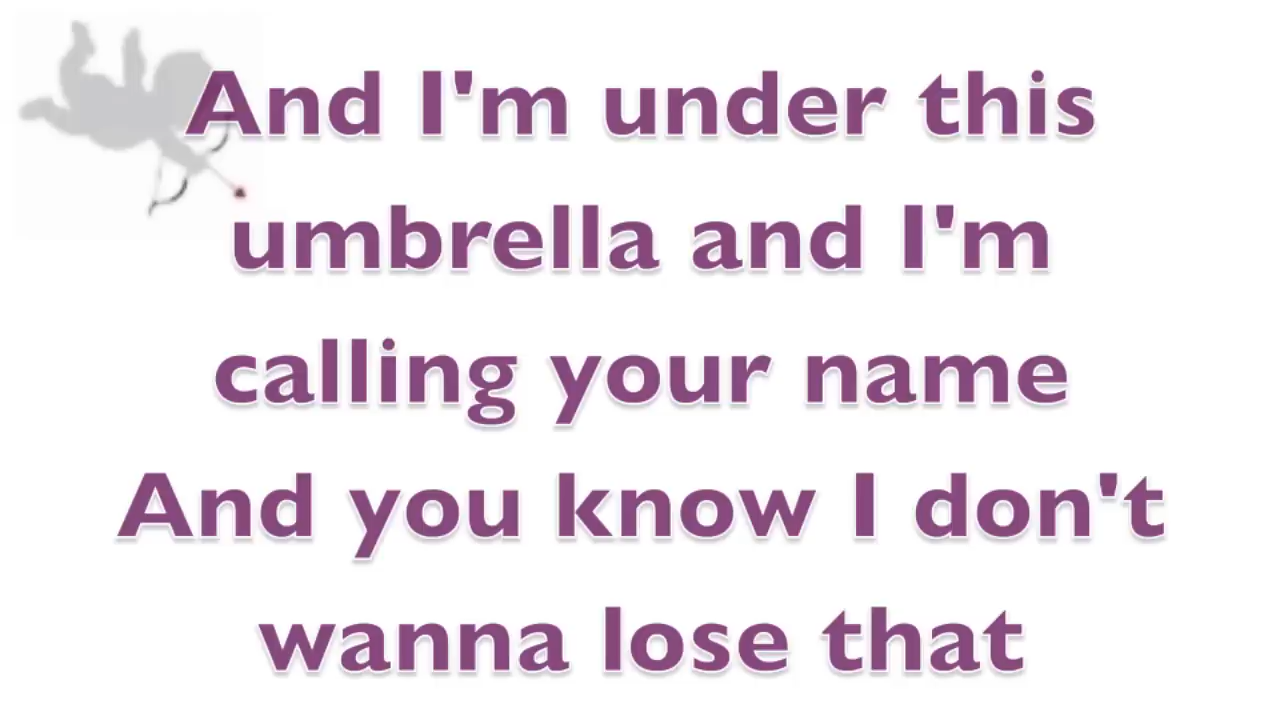 And I'm under this
umbrella and I'm
calling your name
And you know I don't
wanna lose that